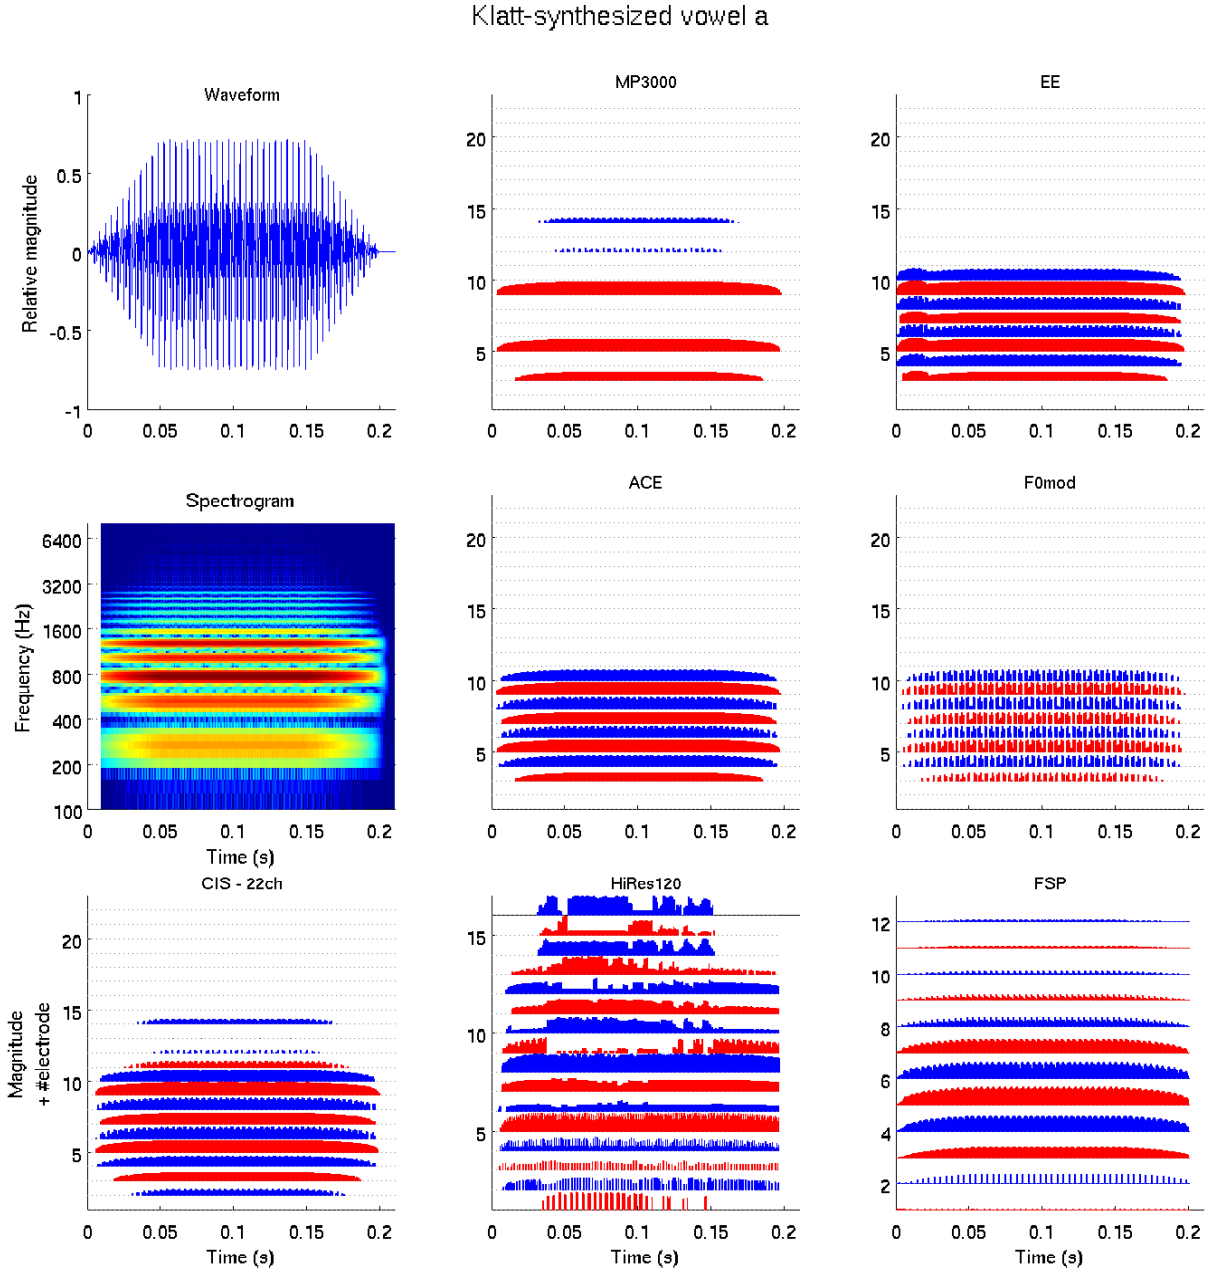 Klatt-synthesized vowel a
Waveform
Relative magnitude
1
0.5
0
-0.5
-1
0 0.05 0.1 0.15 0.2
MP3000
20
15
10
5
0 0.05 0.1 0.15 0.2
EE
20
15
10
5
0 0.05 0.1 0.15 0.2
Spectrogram
Frequency (Hz)
6400
3200
1600
800
400
200
100
0 0.05 0.1 0.15 0.2
Time (s)
ACE
20
15
10
5
0 0.05 0.1 0.15 0.2
F0mod
20
15
10
5
0 0.05 0.1 0.15 0.2
CIS - 22ch
Magnitude
+ #electrode
20
15
10
5
0 0.05 0.1 0.15 0.2
Time (s)
HiRes120
15
10
5
0 0.05 0.1 0.15 0.2
Time (s)
FSP
12
10
8
6
4
2
0 0.05 0.1 0.15 0.2
Time (s)